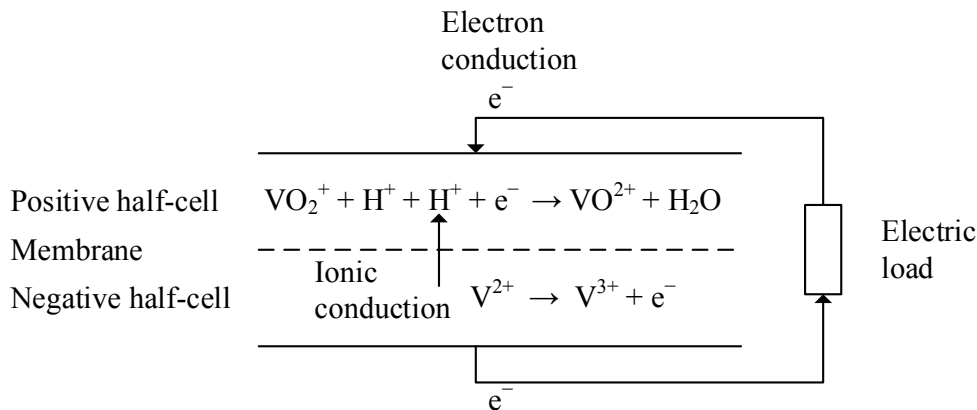 Electron
conduction
e⁻
Positive half-cell VO₂⁺ + H⁺ + H⁺ + e⁻ → VO²⁺ + H₂O
Membrane
Electric
load
Ionic
conduction
Negative half-cell V²⁺ → V³⁺ + e⁻
e⁻